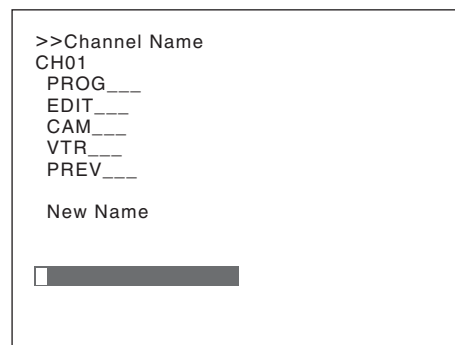 >>Channel Name
CH01
PROG___
EDIT___
CAM___
VTR___
PREV___
New Name